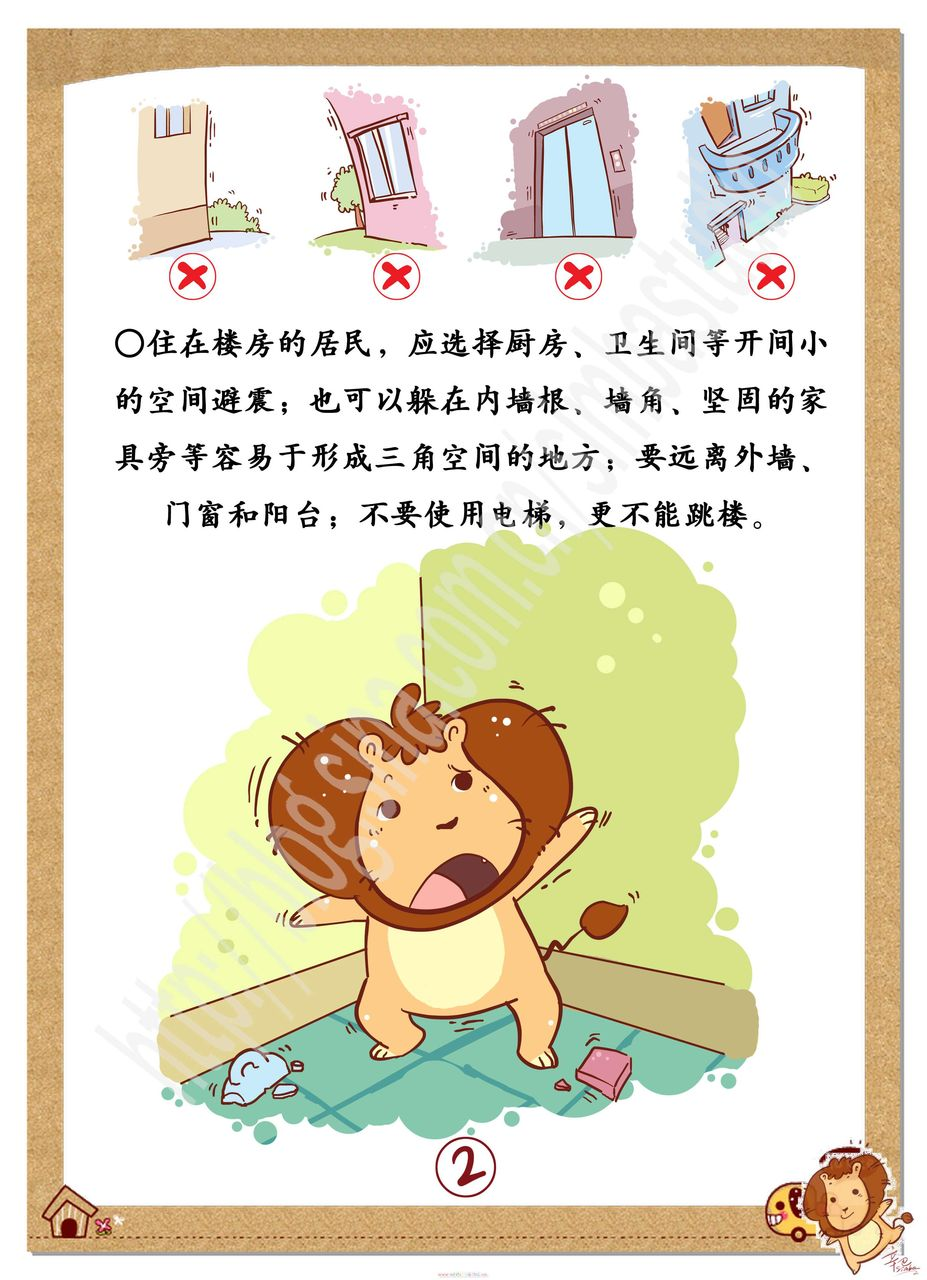 〇住在楼房的居民，应选择厨房、卫生间等开间小
的空间避震；也可以躲在内墙根、墙角、坚固的家
具旁等容易于形成三角空间的地方；要远离外墙、
门窗和阳台；不要使用电梯，更不能跳楼。
2